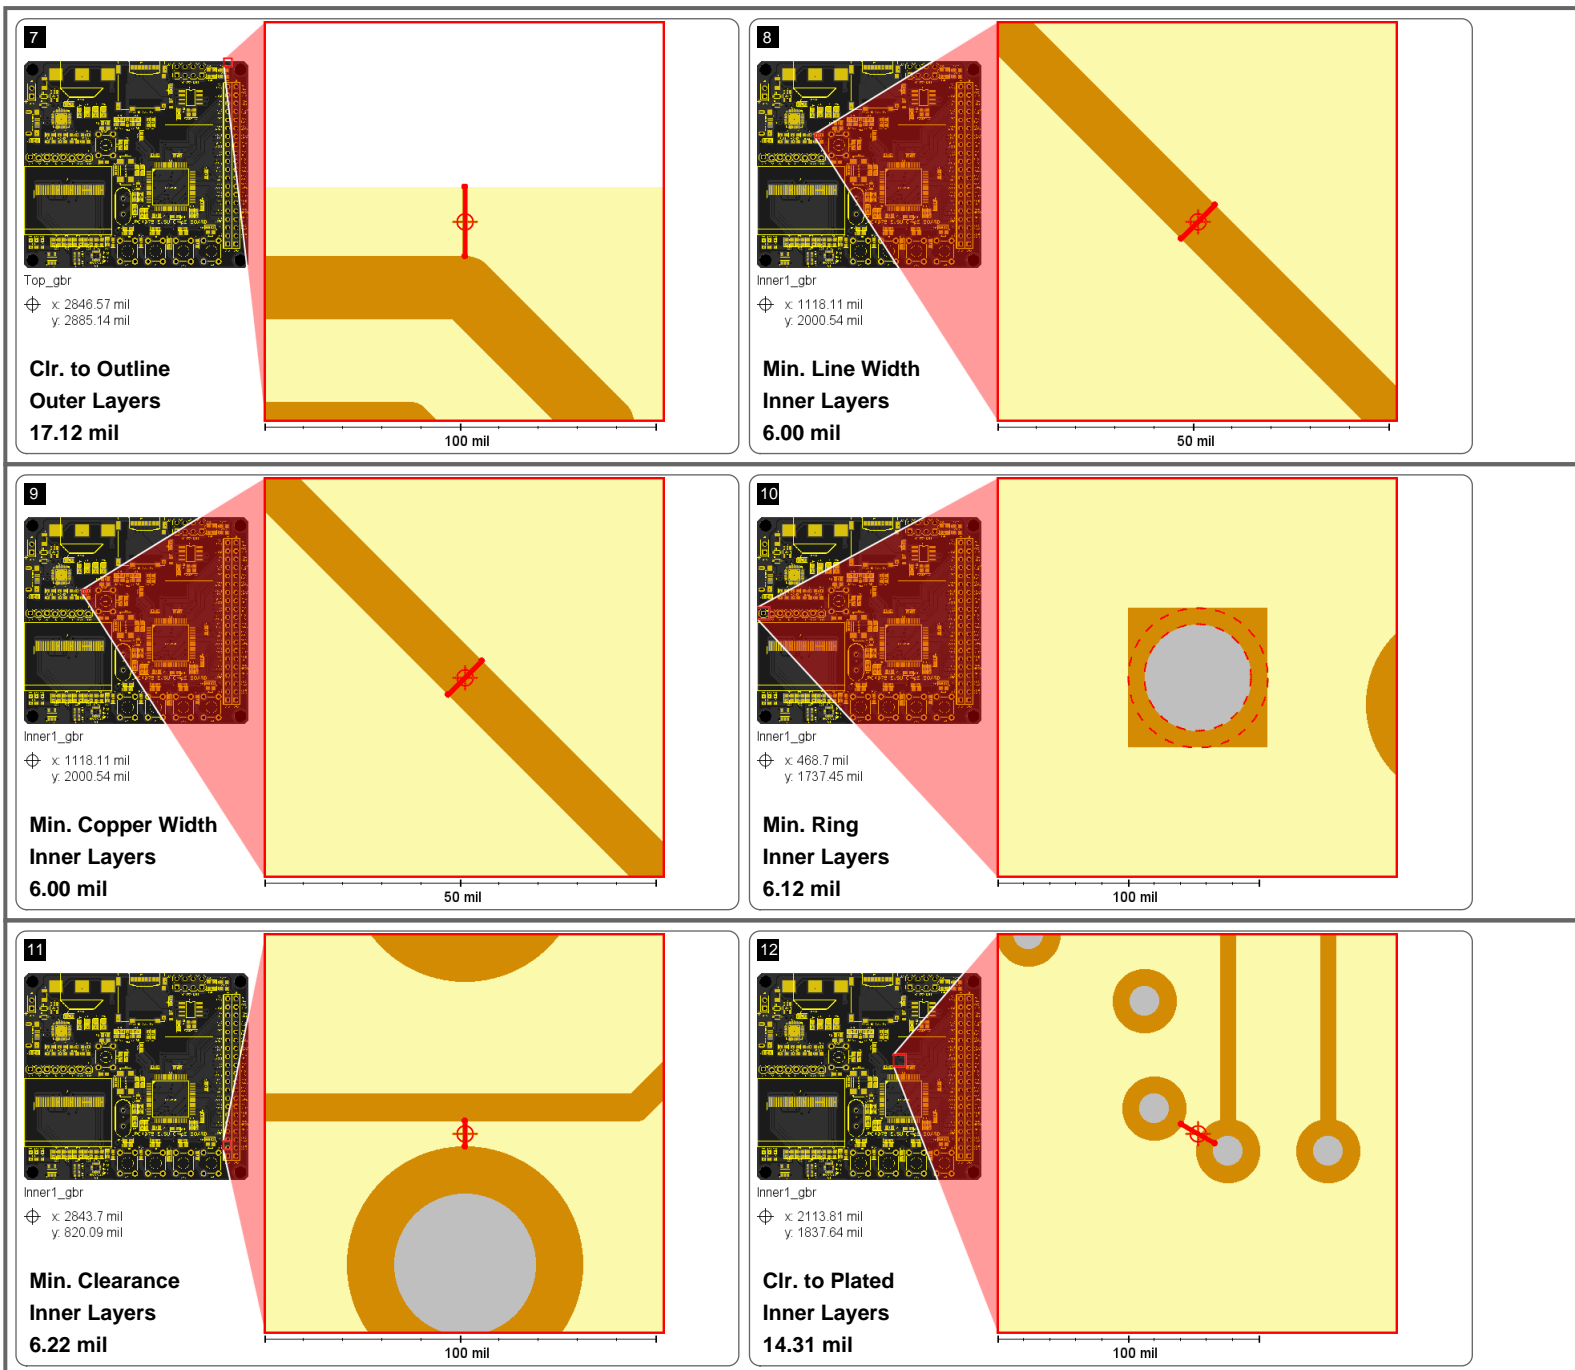 7
Top_gbr
x: 2846.57 mil
y: 2885.14 mil
Clr. to Outline
Outer Layers
17.12 mil
100 mil
8
Inner1_gbr
x: 1118.11 mil
y: 2000.54 mil
Min. Line Width
Inner Layers
6.00 mil
50 mil
9
Inner1_gbr
x: 1118.11 mil
y: 2000.54 mil
Min. Copper Width
Inner Layers
6.00 mil
50 mil
10
Inner1_gbr
x: 468.7 mil
y: 1737.45 mil
Min. Ring
Inner Layers
6.12 mil
100 mil
11
Inner1_gbr
x: 2843.7 mil
y: 820.09 mil
Min. Clearance
Inner Layers
6.22 mil
100 mil
12
Inner1_gbr
x: 2113.81 mil
y: 1837.64 mil
Clr. to Plated
Inner Layers
14.31 mil
100 mil